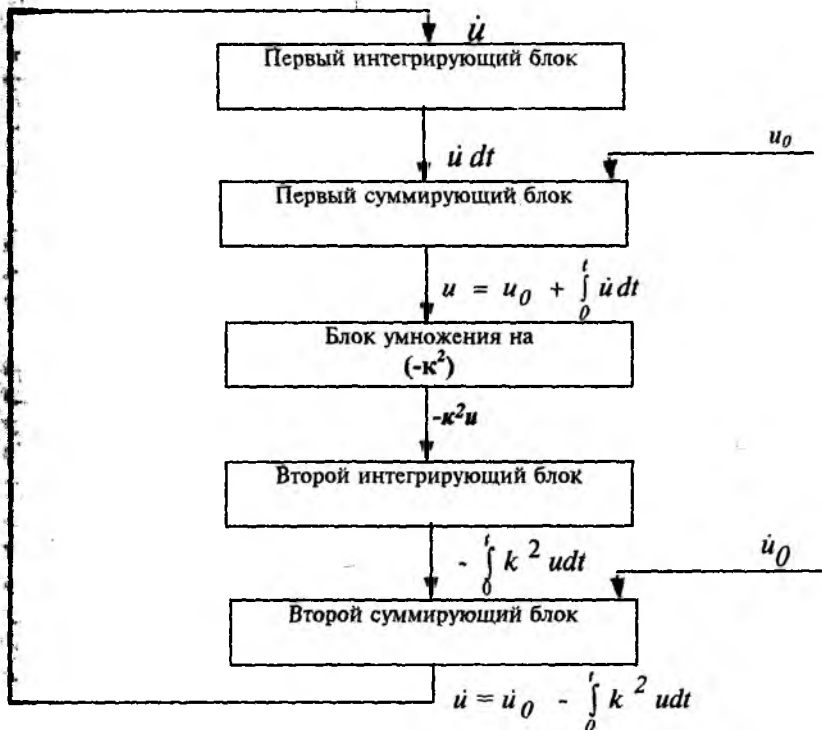 u̇
Первый интегрирующий блок
u̇ dt
u₀
Первый суммирующий блок
u = u₀ + ∫₀ᵗ u̇ dt
Блок умножения на
(-к²)
-к²u
Второй интегрирующий блок
- ∫₀ᵗ k² udt
u̇₀
Второй суммирующий блок
u̇ = u̇₀ - ∫₀ᵗ k² udt